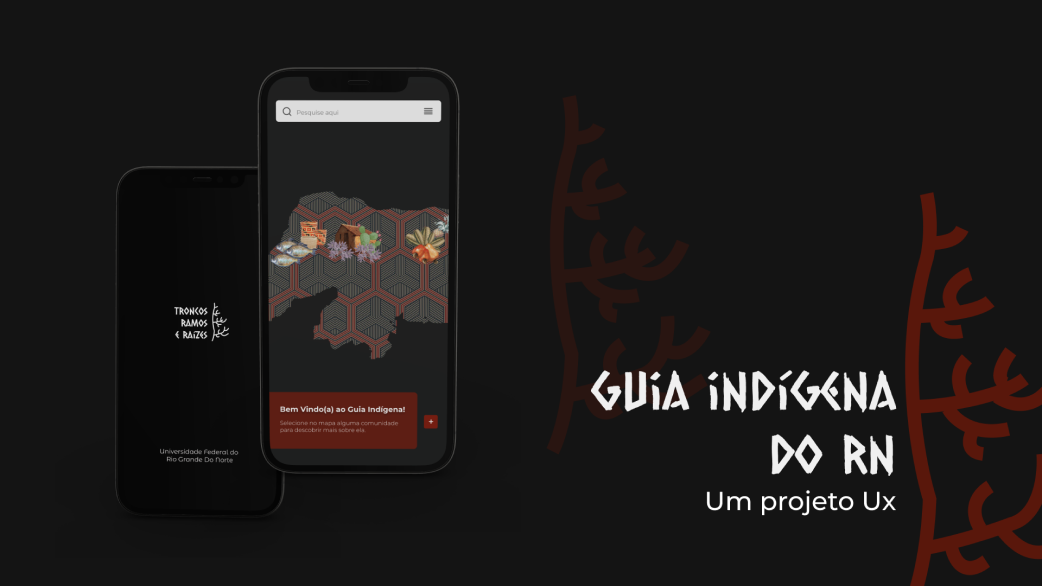 Pesquise aqui
Bem Vindo(a) ao Guia Indígena!
Selecione no mapa alguma comunidade
para descobrir mais sobre ela.
+
TRONCOS
RAMOS
E RAÍZES
Universidade Federal do
Rio Grande Do Norte
GUIA INDÍGENA
DO RN
Um projeto Ux